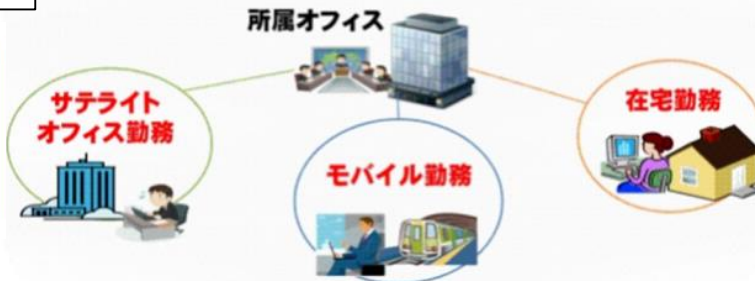 所属オフィス
サテライト
オフィス勤務
モバイル勤務
在宅勤務